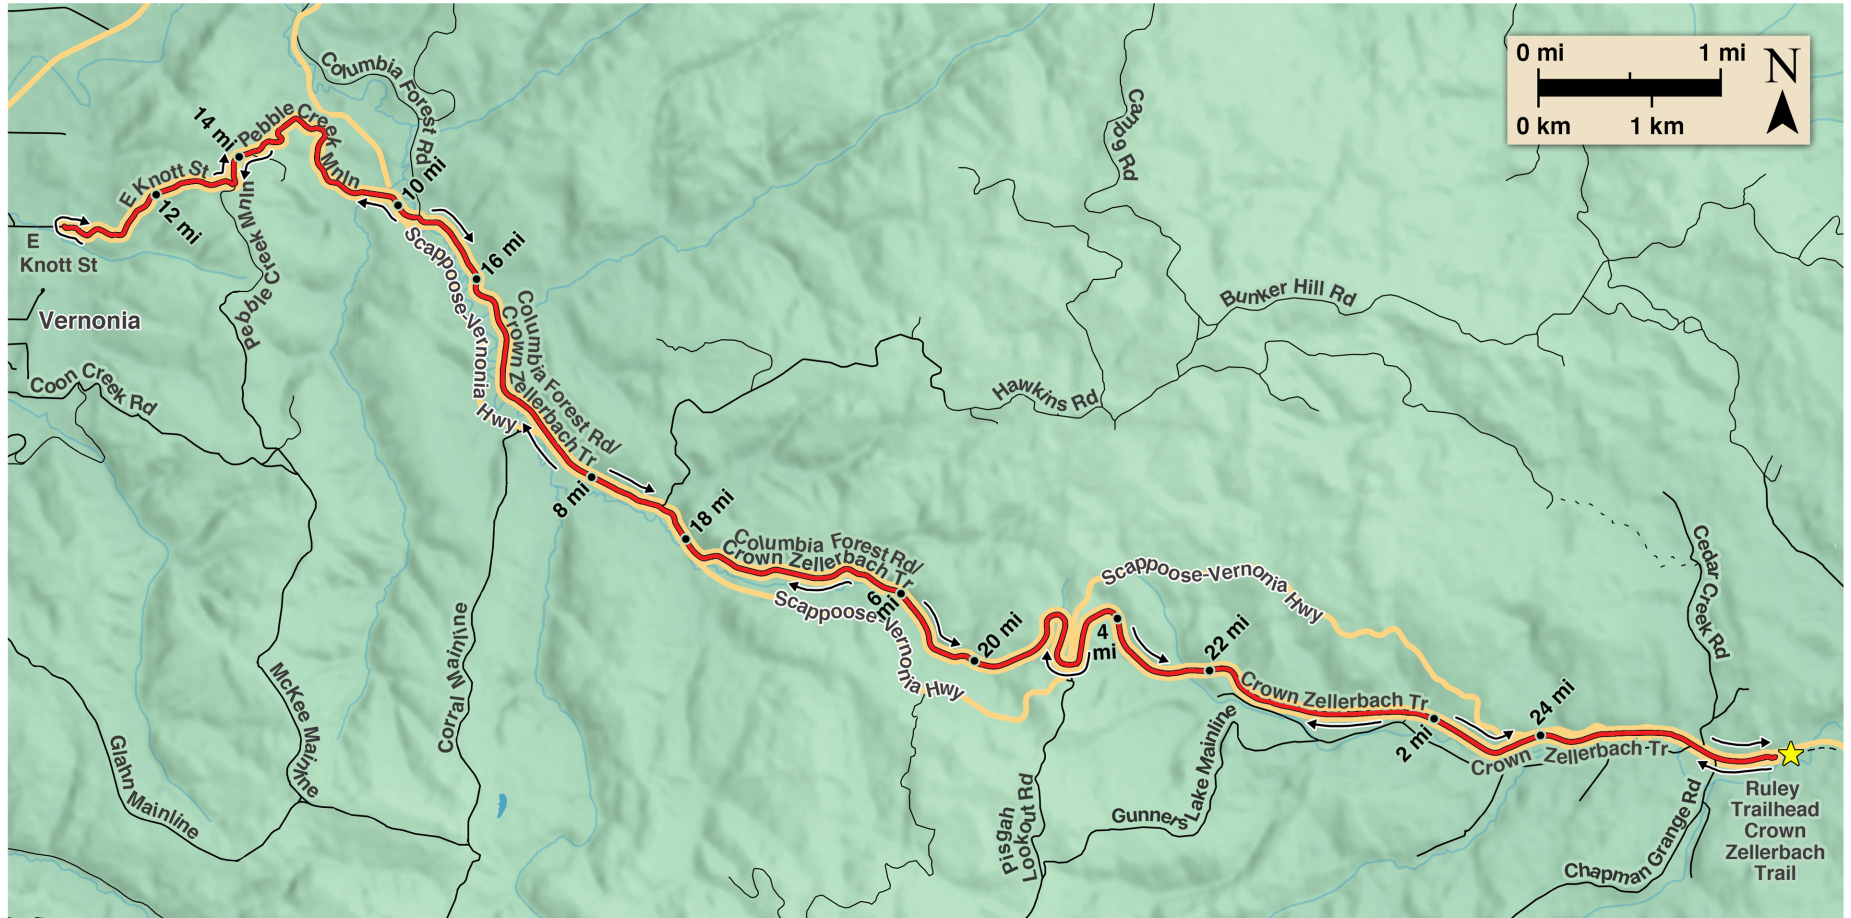 0 mi 1 mi
N
0 km 1 km
Columbia Forest Rd
Camp 9 Rd
14 mi
Pebble Creek Mnln
E Knott St
10 mi
12 mi
Pebble Creek Mnln
E
Knott St
Vernonia
Coon Creek Rd
Scappoose-Vernonia Hwy
16 mi
Columbia Forest Rd/
Crown Zellerbach Tr
8 mi
Bunker Hill Rd
Hawkins Rd
18 mi
Columbia Forest Rd/
Crown Zellerbach Tr
6
mi
Scappoose-Vernonia Hwy
20 mi
4
mi
Scappoose-Vernonia Hwy
22 mi
Crown Zellerbach Tr
2 mi
24 mi
Cedar Creek Rd
Crown Zellerbach Tr
Ruley
Trailhead
Crown
Zellerbach
Trail
Chapman Grange Rd
Gunners Lake Mainline
Pisgah
Lookout Rd
Corral Mainline
McKee Mainline
Glahn Mainline